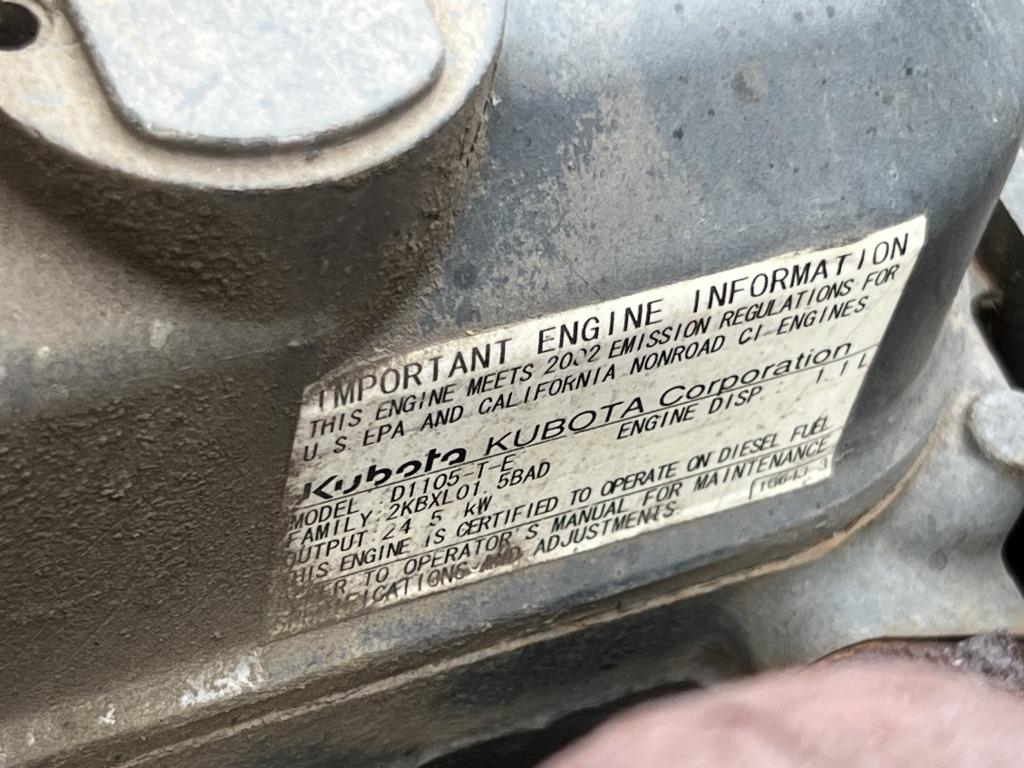 IMPORTANT ENGINE INFORMATION
THIS ENGINE MEETS 2002 EMISSION REGULATIONS FOR
U.S. EPA AND CALIFORNIA NONROAD CI-ENGINES.
Kubota KUBOTA Corporation
MODEL : D1105-T-E ENGINE DISP : 1.1L
FAMILY : 2KBXL01.5BAD
OUTPUT : 24.5 kW
THIS ENGINE IS CERTIFIED TO OPERATE ON DIESEL FUEL
TO OPERATOR'S MANUAL FOR MAINTENANCE
AND ADJUSTMENTS.